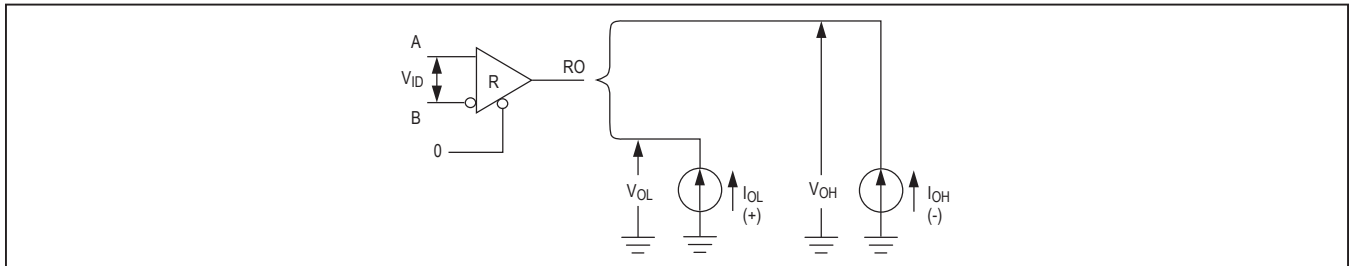 A
RO
VID
R
B
0
VOL
IOL
(+)
VOH
IOH
(-)